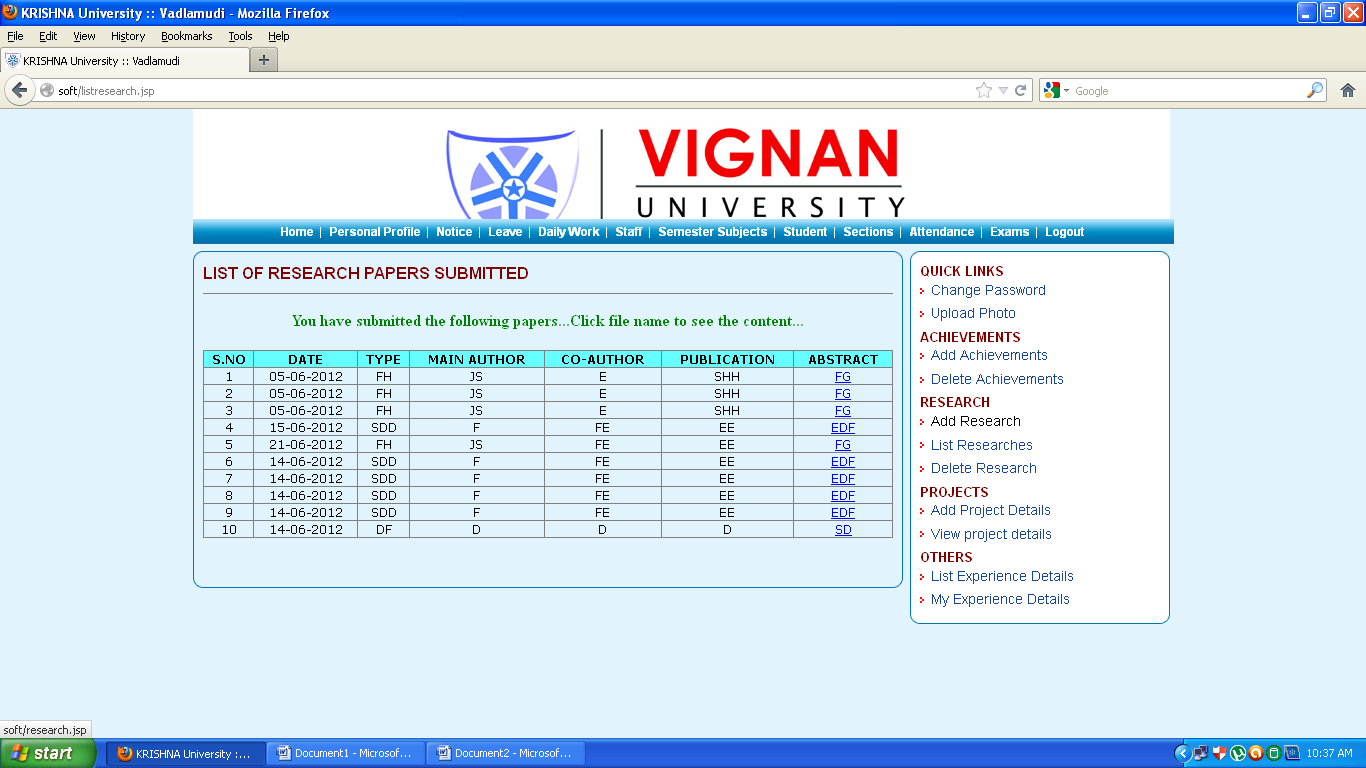 KRISHNA University :: Vadlamudi - Mozilla Firefox
File Edit View History Bookmarks Tools Help
KRISHNA University :: Vadlamudi
soft/listresearch.jsp Google
VIGNAN
UNIVERSITY
Home | Personal Profile | Notice | Leave | Daily Work | Staff | Semester Subjects | Student | Sections | Attendance | Exams | Logout
LIST OF RESEARCH PAPERS SUBMITTED
You have submitted the following papers...Click file name to see the content...
S.NO DATE TYPE MAIN AUTHOR CO-AUTHOR PUBLICATION ABSTRACT
1 05-06-2012 FH JS E SHH FG
2 05-06-2012 FH JS E SHH FG
3 05-06-2012 FH JS E SHH FG
4 15-06-2012 SDD F FE EE EDF
5 21-06-2012 FH JS FE EE FG
6 14-06-2012 SDD F FE EE EDF
7 14-06-2012 SDD F FE EE EDF
8 14-06-2012 SDD F FE EE EDF
9 14-06-2012 SDD F FE EE EDF
10 14-06-2012 DF D D D SD
QUICK LINKS
Change Password
Upload Photo
ACHIEVEMENTS
Add Achievements
Delete Achievements
RESEARCH
Add Research
List Researches
Delete Research
PROJECTS
Add Project Details
View project details
OTHERS
List Experience Details
My Experience Details
soft/research.jsp
start KRISHNA University :... Document1 - Microsof... Document2 - Microsof... 10:37 AM